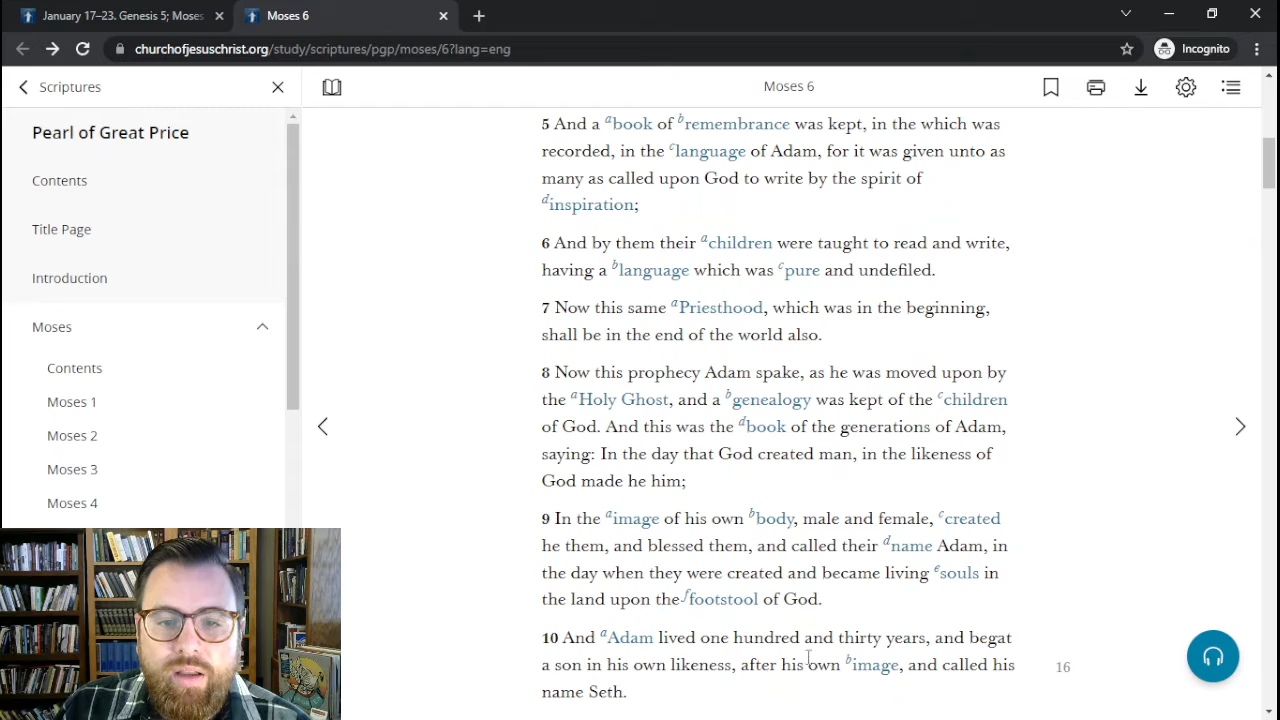 January 17–23. Genesis 5; Moses
Moses 6
churchofjesuschrist.org/study/scriptures/pgp/moses/6?lang=eng
Incognito
Scriptures
Moses 6
Pearl of Great Price
Contents
Title Page
Introduction
Moses
Contents
Moses 1
Moses 2
Moses 3
Moses 4
5 And a abook of bremembrance was kept, in the which was
recorded, in the clanguage of Adam, for it was given unto as
many as called upon God to write by the spirit of
dinspiration;
6 And by them their achildren were taught to read and write,
having a blanguage which was cpure and undefiled.
7 Now this same aPriesthood, which was in the beginning,
shall be in the end of the world also.
8 Now this prophecy Adam spake, as he was moved upon by
the aHoly Ghost, and a bgenealogy was kept of the cchildren
of God. And this was the dbook of the generations of Adam,
saying: In the day that God created man, in the likeness of
God made he him;
9 In the aimage of his own bbody, male and female, ccreated
he them, and blessed them, and called their dname Adam, in
the day when they were created and became living esouls in
the land upon the ffootstool of God.
10 And aAdam lived one hundred and thirty years, and begat
a son in his own likeness, after his own bimage, and called his
name Seth.
16